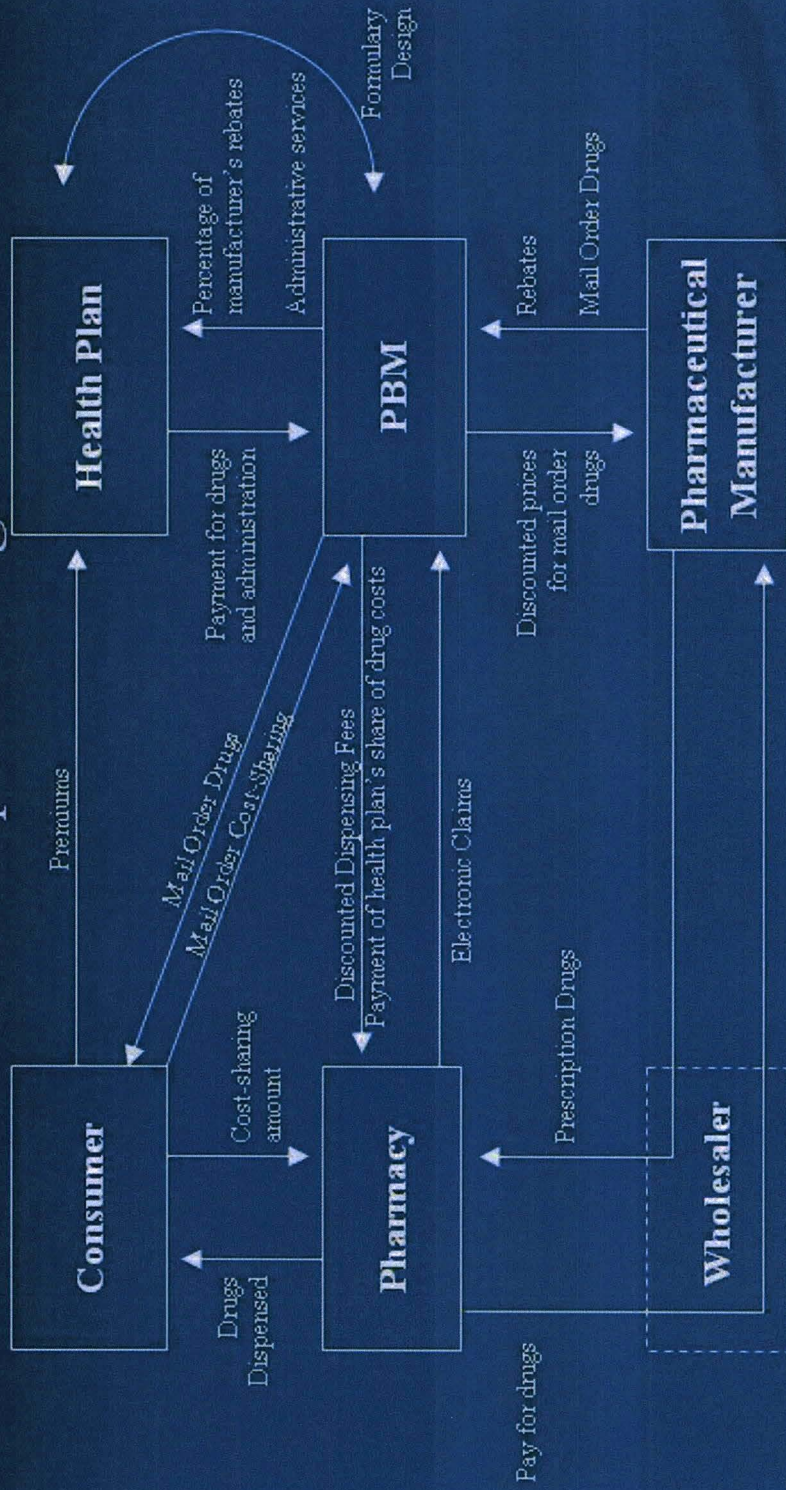 Consumer
Premiums
Health Plan
Drugs
Dispensed
Cost-sharing
amount
Mail Order Drugs
Mail Order Cost-Sharing
Payment for drugs
and administration
Percentage of
manufacturer's rebates
Administrative services
Formulary
Design
Pharmacy
Discounted Dispensing Fees
Payment of health plan's share of drug costs
Electronic Claims
PBM
Pay for drugs
Prescription Drugs
Discounted prices
for mail order
drugs
Rebates
Mail Order Drugs
Wholesaler
Pharmaceutical
Manufacturer